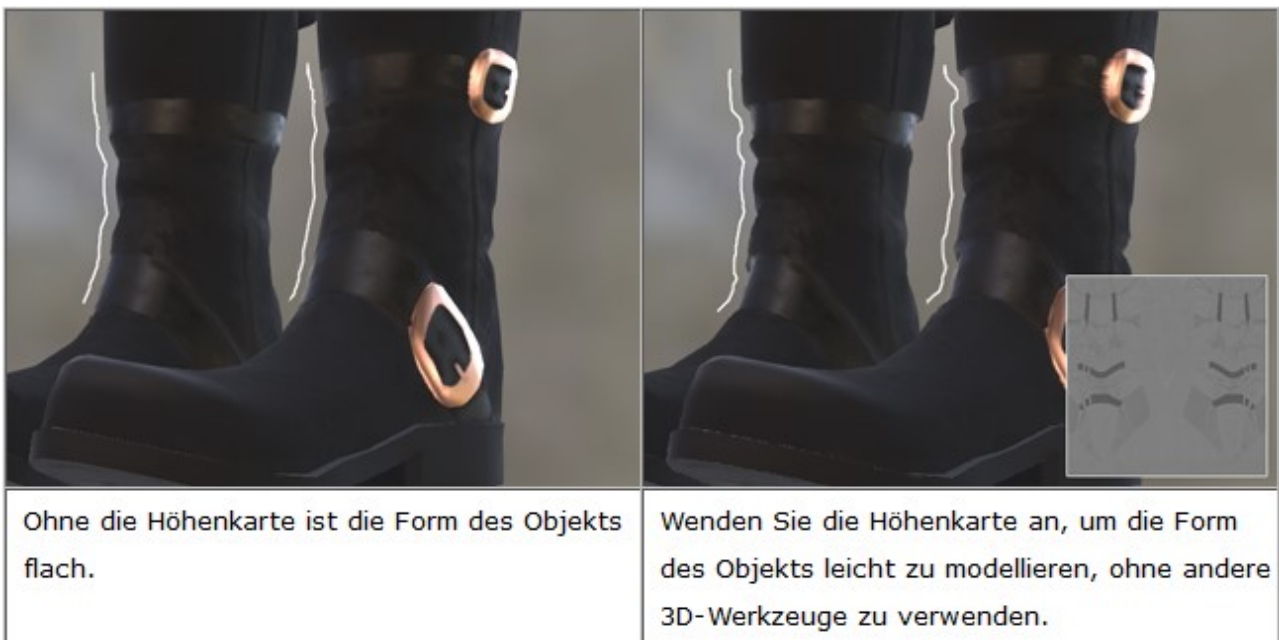 Ohne die Höhenkarte ist die Form des Objekts
flach.
Wenden Sie die Höhenkarte an, um die Form
des Objekts leicht zu modellieren, ohne andere
3D-Werkzeuge zu verwenden.